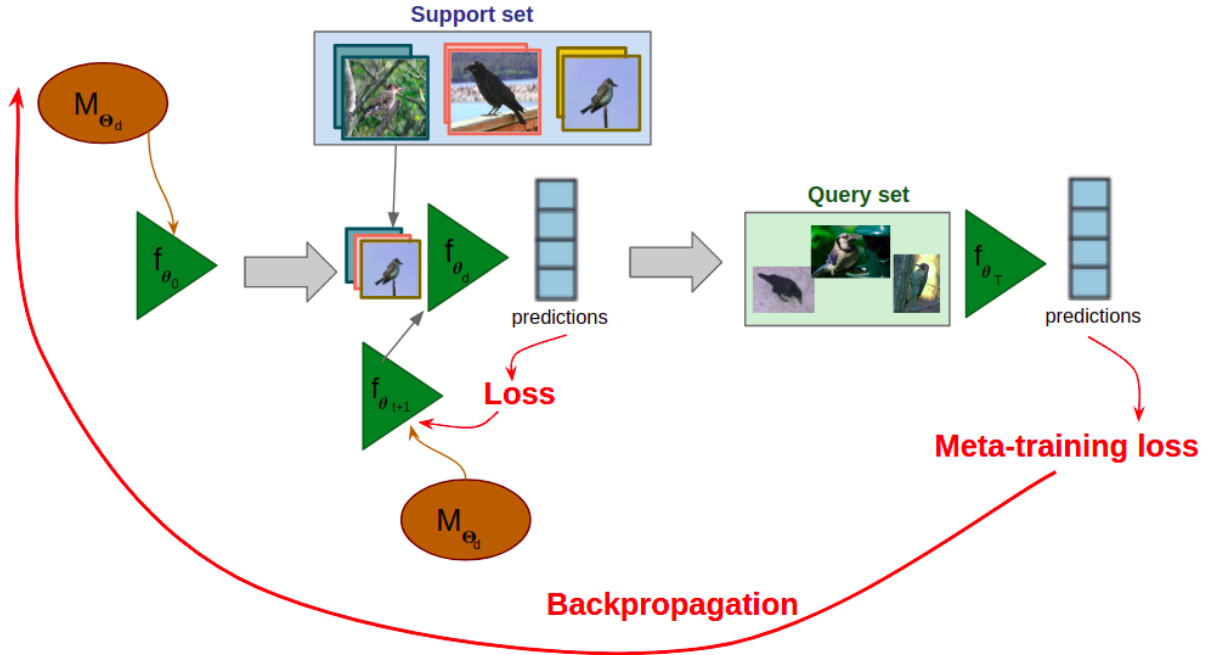 Support set
M Θd
f θ0
f θd
predictions
Query set
f θT
predictions
f θt+1
Loss
Meta-training loss
M Θd
Backpropagation